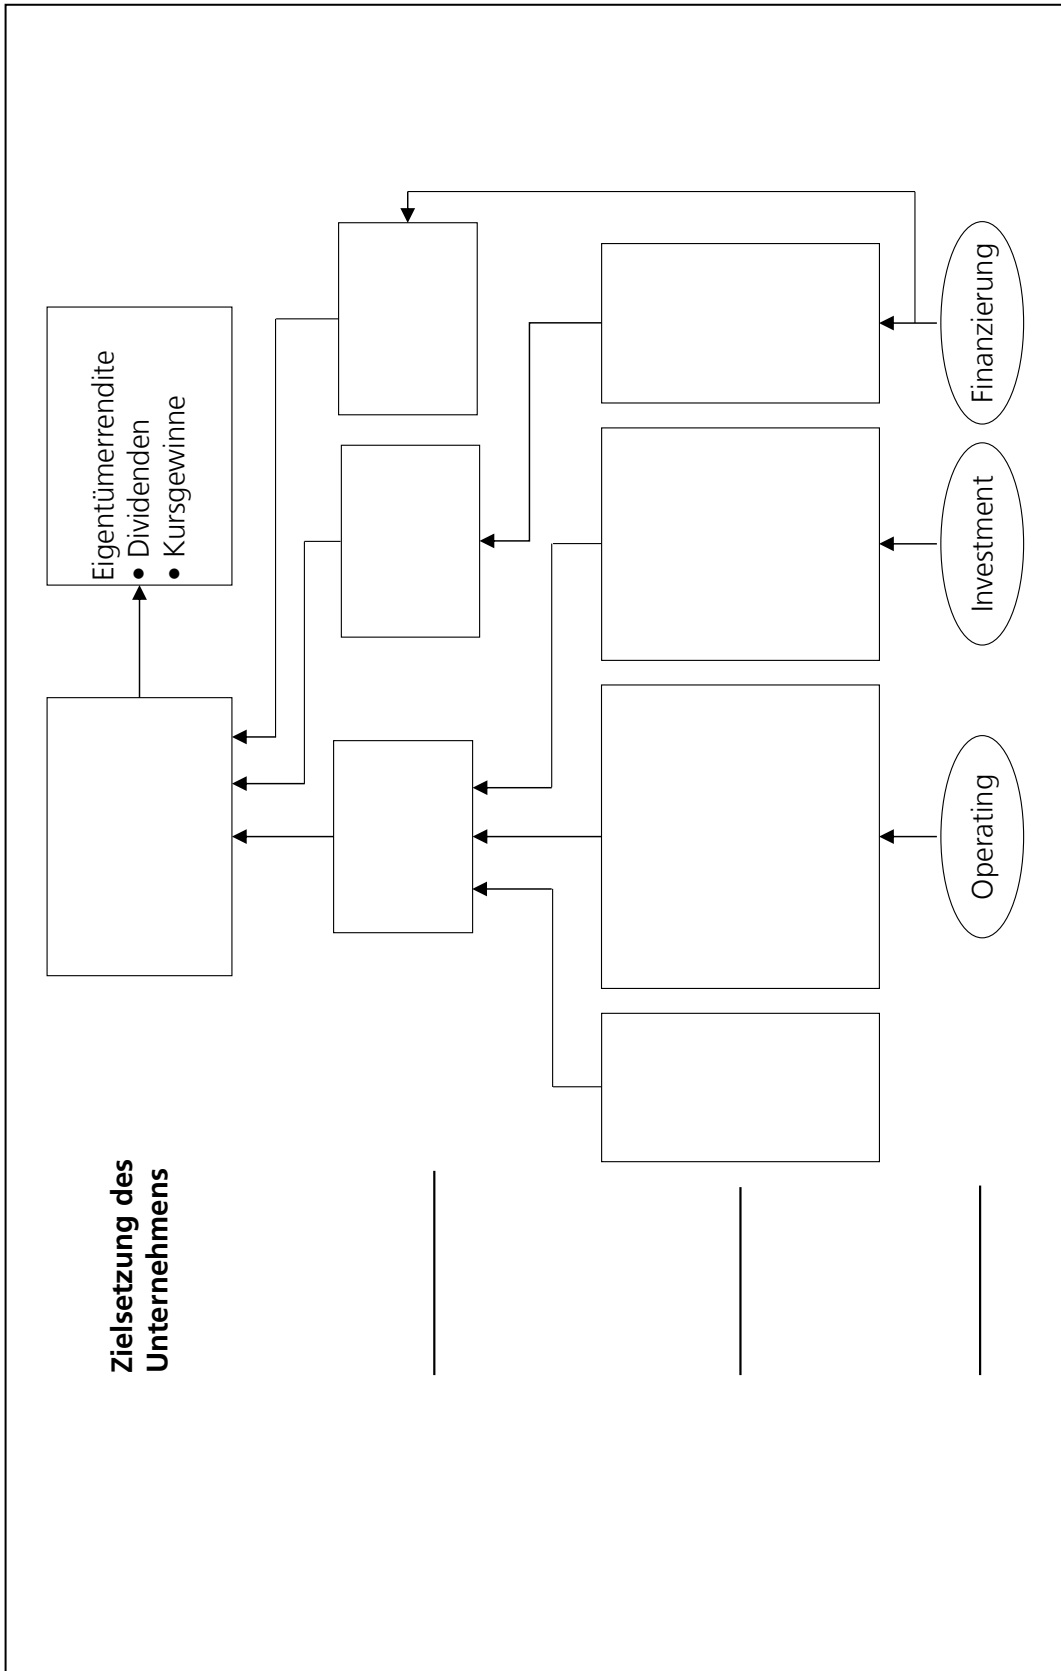 Zielsetzung des
Unternehmens
Eigentümerrendite
• Dividenden
• Kursgewinne
Operating
Investment
Finanzierung